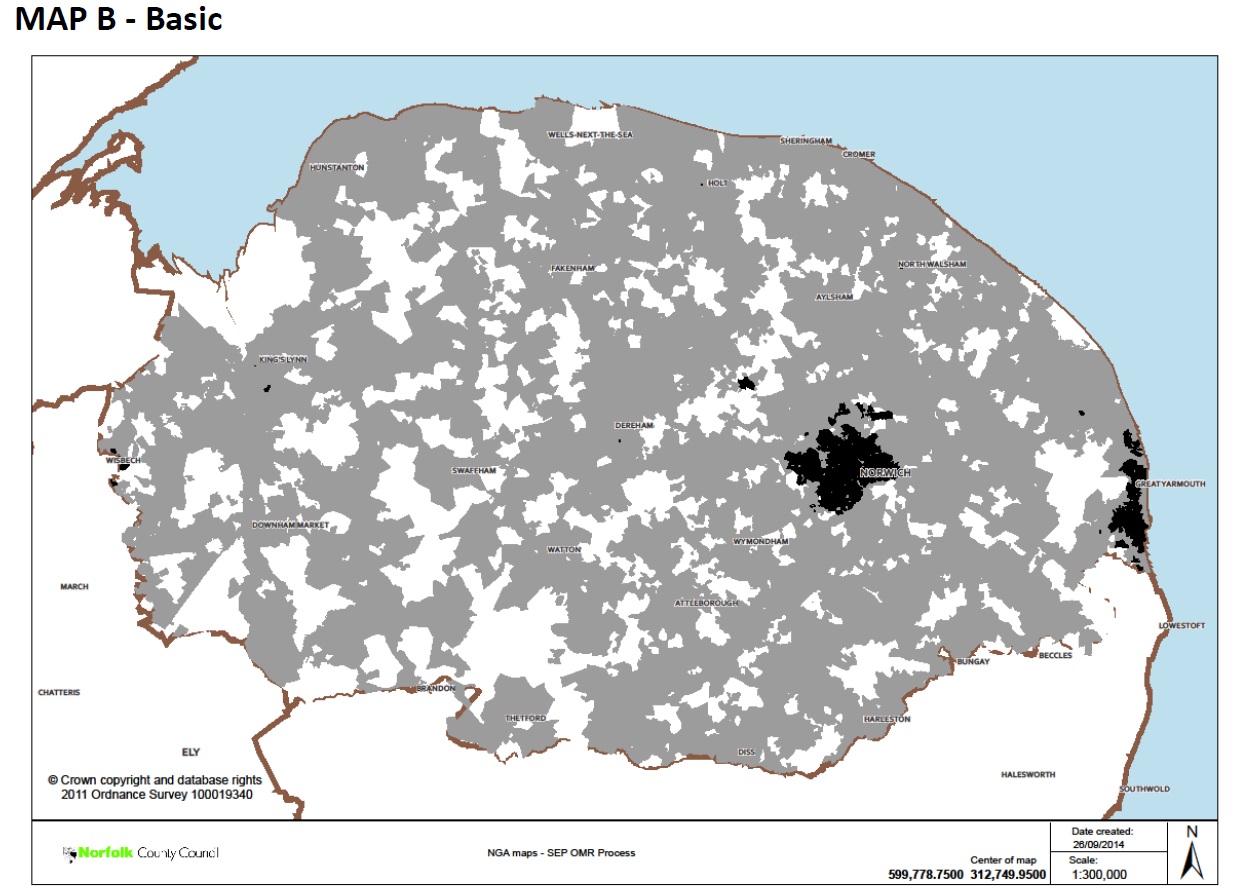 MAP B - Basic
WELLS-NEXT-THE-SEA
SHERINGHAM
CROMER
HUNSTANTON
HOLT
NORTH WALSHAM
FAKENHAM
AYLSHAM
KING'S LYNN
DEREHAM
WISBECH
SWAFFHAM
NORWICH
GREAT YARMOUTH
DOWNHAM MARKET
WYMONDHAM
WATTON
MARCH
ATTLEBOROUGH
LOWESTOFT
BECCLES
BUNGAY
CHATTERIS
BRANDON
THETFORD
HARLESTON
ELY
DISS
HALESWORTH
SOUTHWOLD
© Crown copyright and database rights
2011 Ordnance Survey 100019340
Norfolk County Council
NGA maps - SEP OMR Process
Center of map
599,778.7500 312,749.9500
Date created:
26/09/2014
Scale:
1:300,000
N